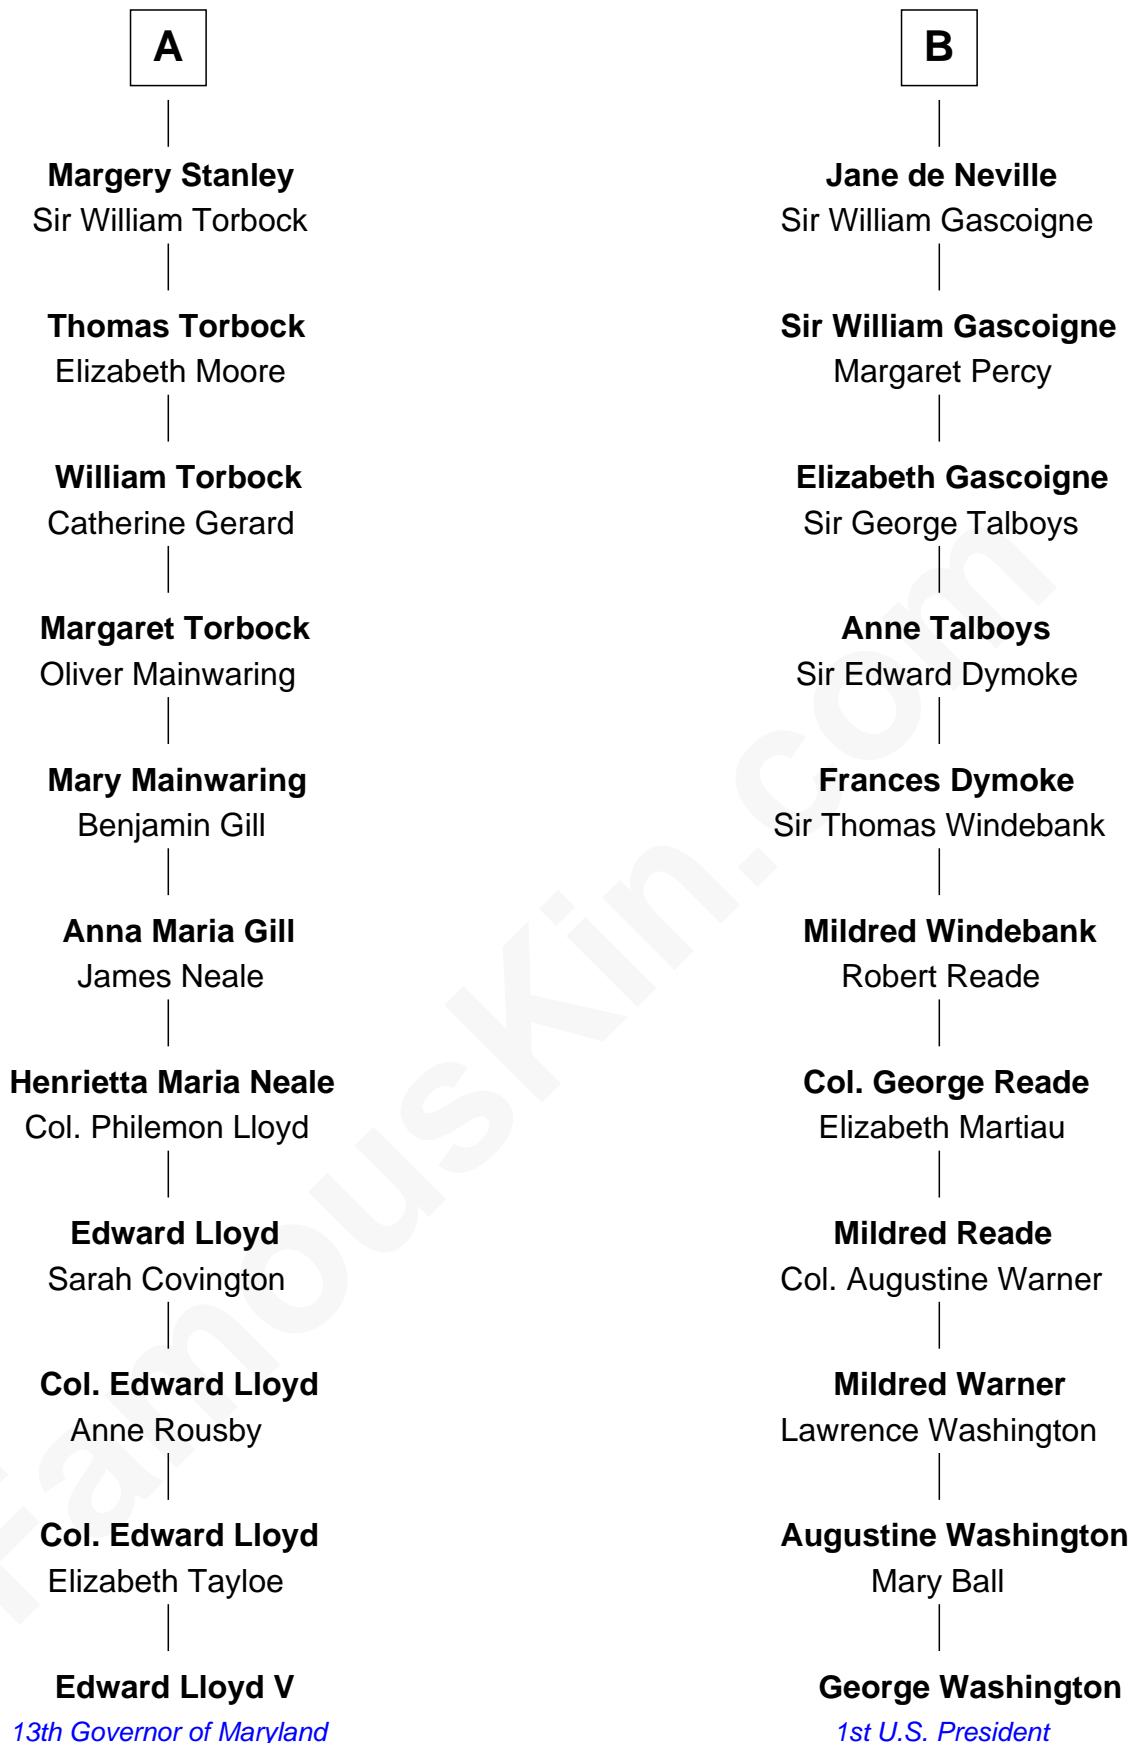 A
Margery Stanley
Sir William Torbock
Thomas Torbock
Elizabeth Moore
William Torbock
Catherine Gerard
Margaret Torbock
Oliver Mainwaring
Mary Mainwaring
Benjamin Gill
Anna Maria Gill
James Neale
Henrietta Maria Neale
Col. Philemon Lloyd
Edward Lloyd
Sarah Covington
Col. Edward Lloyd
Anne Rousby
Col. Edward Lloyd
Elizabeth Tayloe
Edward Lloyd V
13th Governor of Maryland
B
Jane de Neville
Sir William Gascoigne
Sir William Gascoigne
Margaret Percy
Elizabeth Gascoigne
Sir George Talboys
Anne Talboys
Sir Edward Dymoke
Frances Dymoke
Sir Thomas Windebank
Mildred Windebank
Robert Reade
Col. George Reade
Elizabeth Martiau
Mildred Reade
Col. Augustine Warner
Mildred Warner
Lawrence Washington
Augustine Washington
Mary Ball
George Washington
1st U.S. President
FamousKin.com